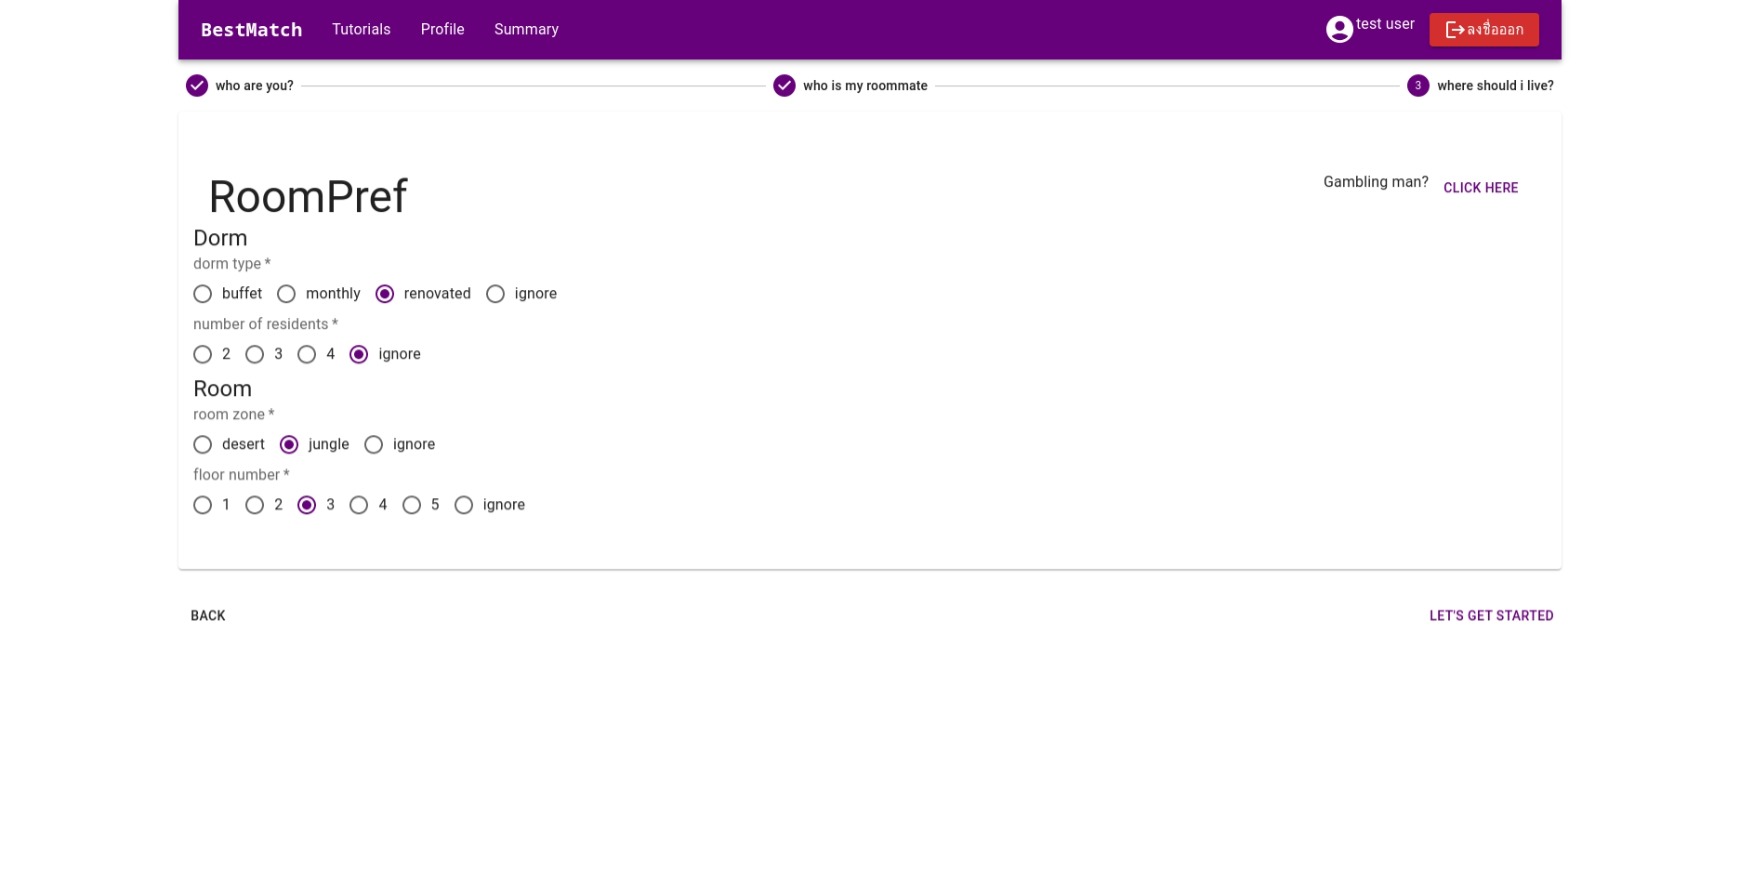 BestMatch Tutorials Profile Summary test user ลงชื่อออก
who are you? who is my roommate 3 where should i live?
RoomPref Gambling man? CLICK HERE
Dorm
dorm type *
buffet monthly renovated ignore
number of residents *
2 3 4 ignore
Room
room zone *
desert jungle ignore
floor number *
1 2 3 4 5 ignore
BACK LET'S GET STARTED